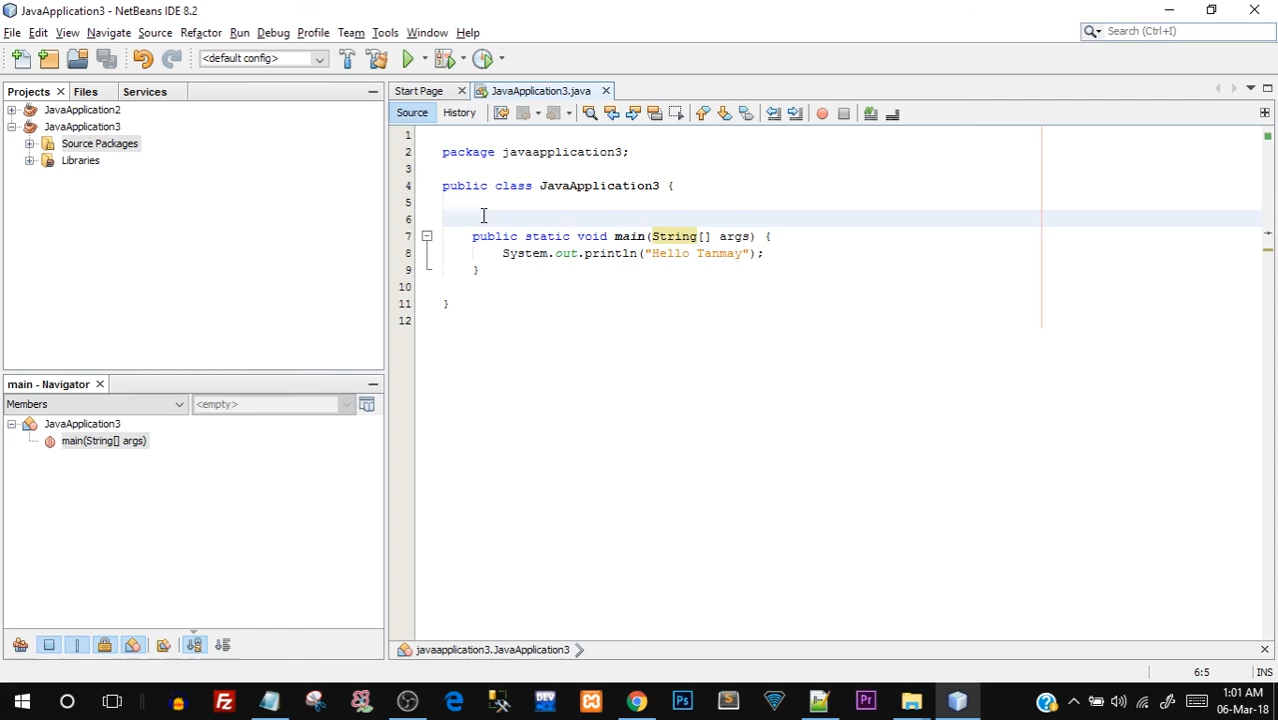 JavaApplication3 - NetBeans IDE 8.2
File Edit View Navigate Source Refactor Run Debug Profile Team Tools Window Help
Search (Ctrl+I)
<default config>
Projects Files Services
JavaApplication2
JavaApplication3
Source Packages
Libraries
main - Navigator
Members <empty>
JavaApplication3
main(String[] args)
Start Page JavaApplication3.java
Source History
1
2 package javaapplication3;
3
4 public class JavaApplication3 {
5
6
7 public static void main(String[] args) {
8 System.out.println("Hello Tanmay");
9 }
10
11 }
12
javaapplication3.JavaApplication3
6:5 INS
DEV
Ps
S
Pr
1:01 AM
06-Mar-18